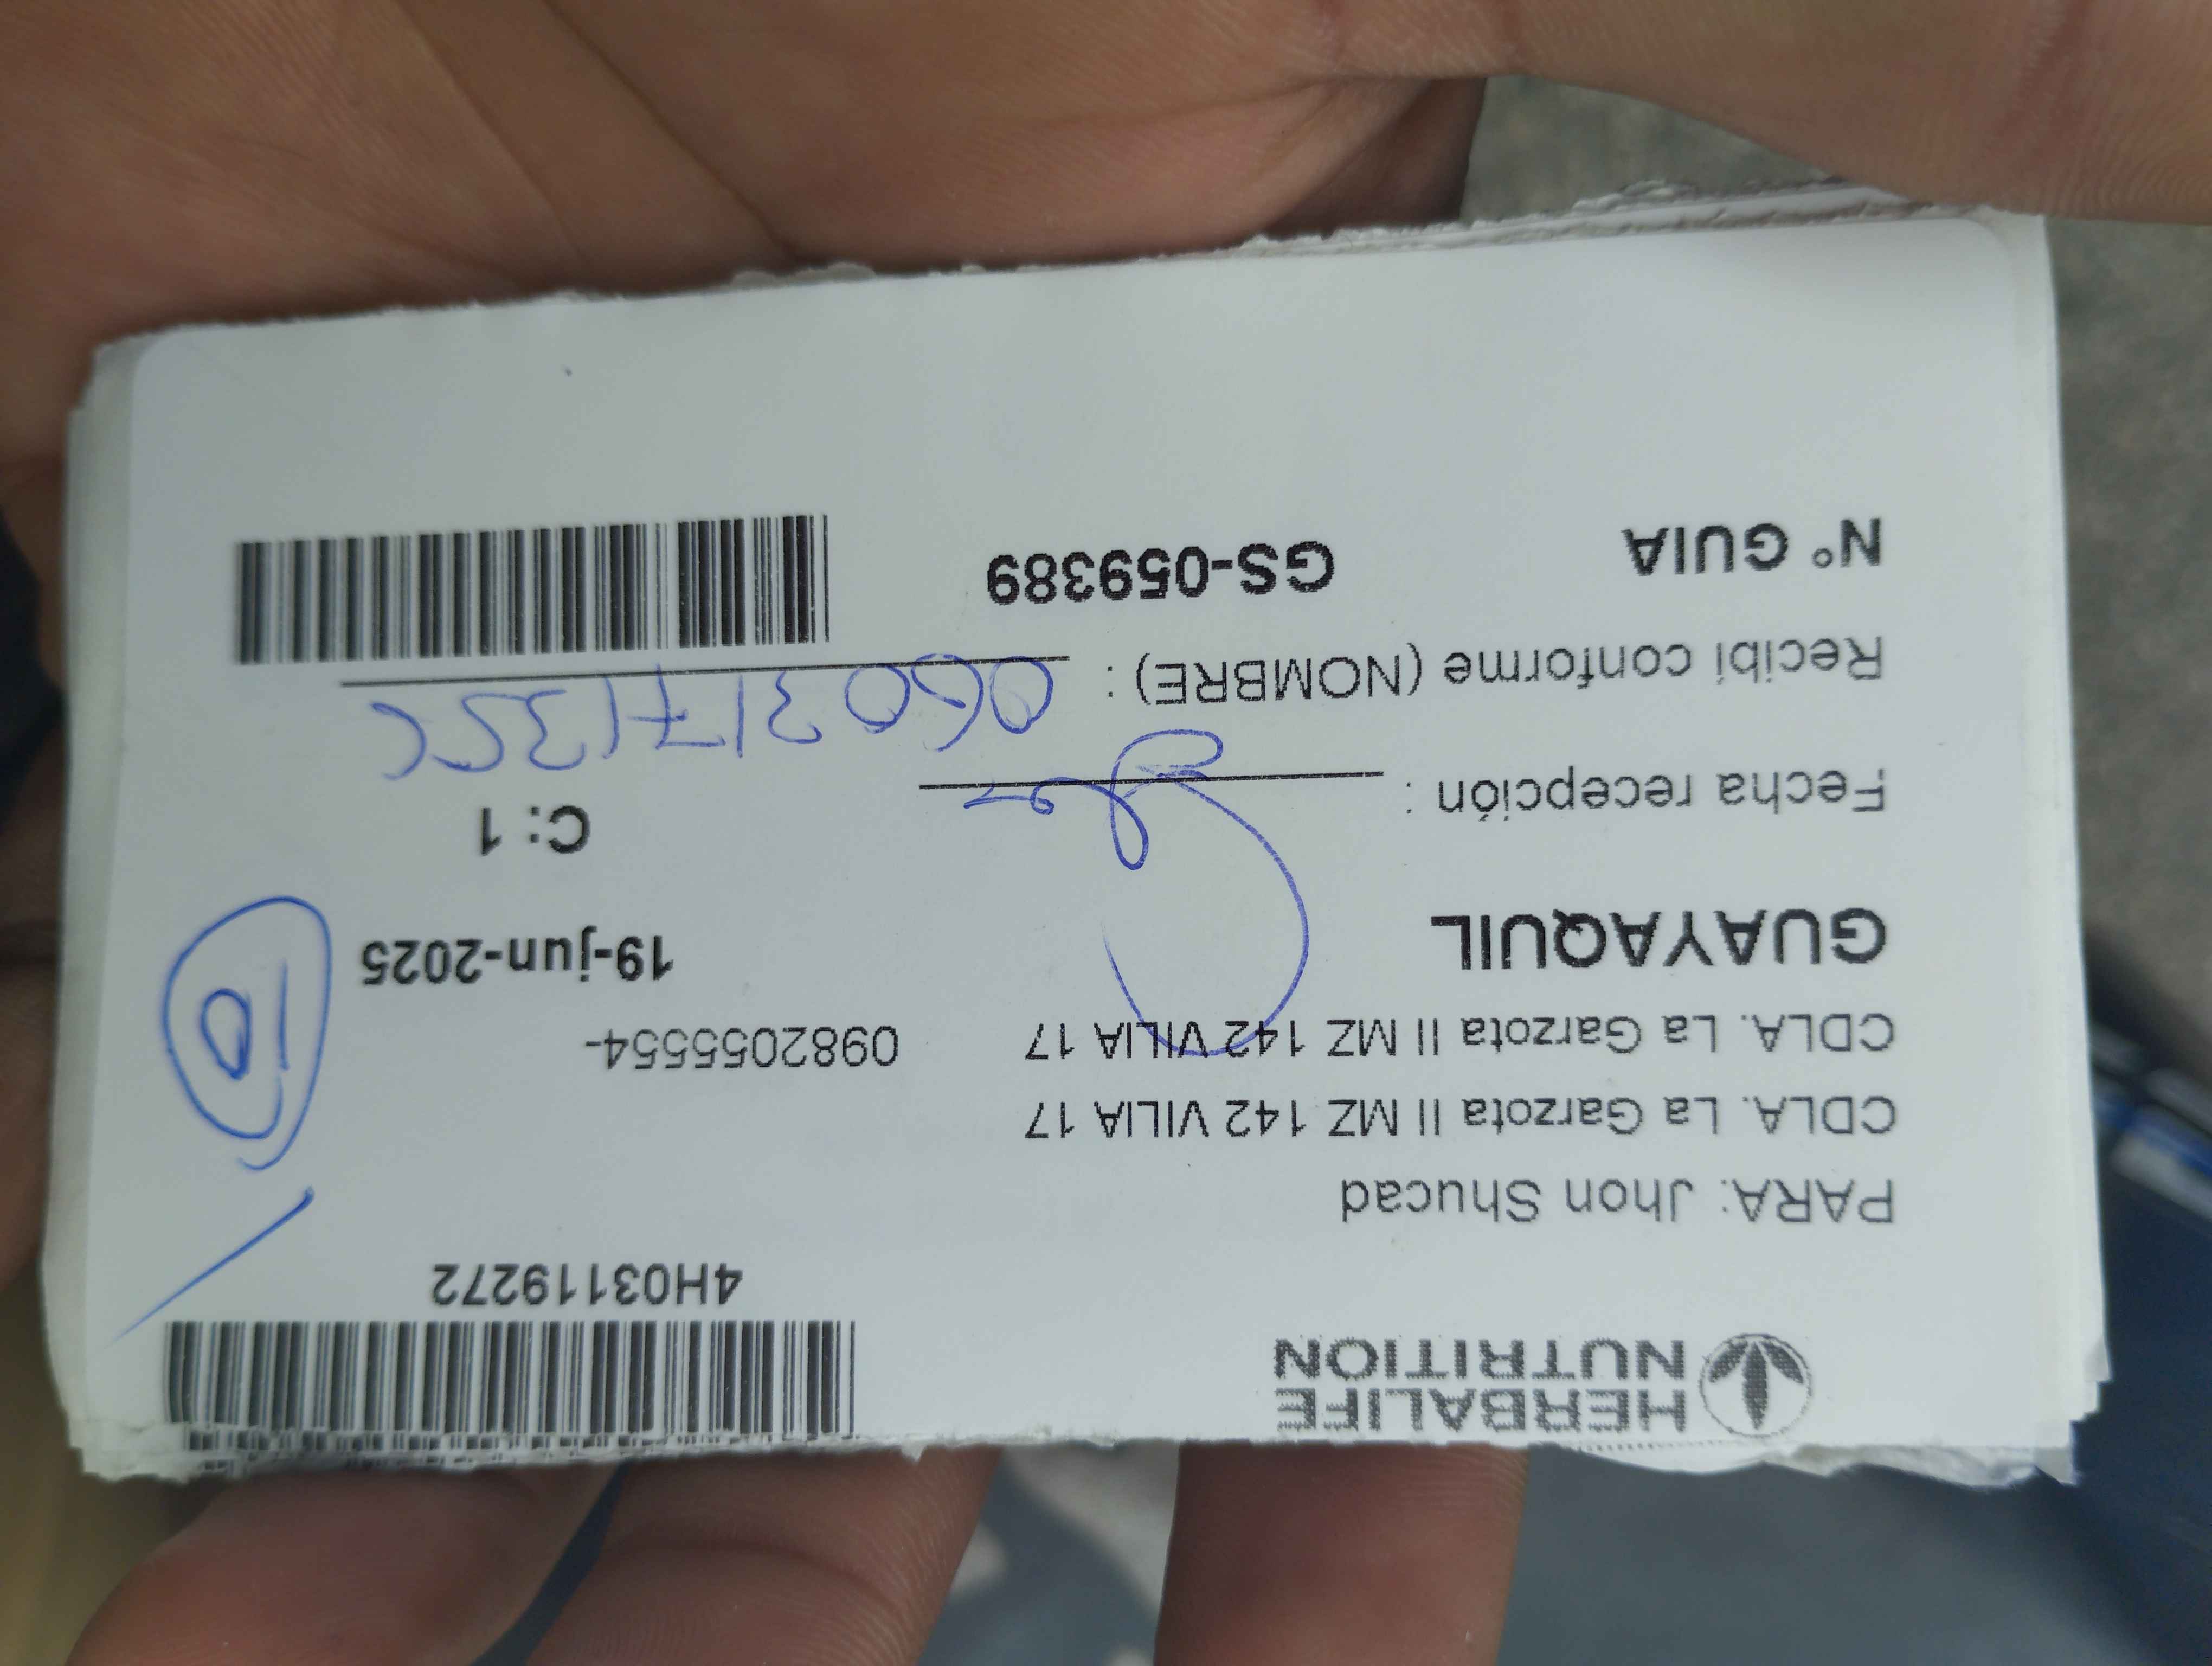 HERBALIFE
NUTRITION
4H03119272
PARA: Jhon Shucad
CDLA. La Garzota II MZ 142 VILIA 17
CDLA. La Garzota II MZ 142 VILIA 17
0982055554-
10
GUAYAQUIL
19-jun-2025
C: 1
Fecha recepción :
Recibí conforme (NOMBRE) :
N° GUIA
GS-059389